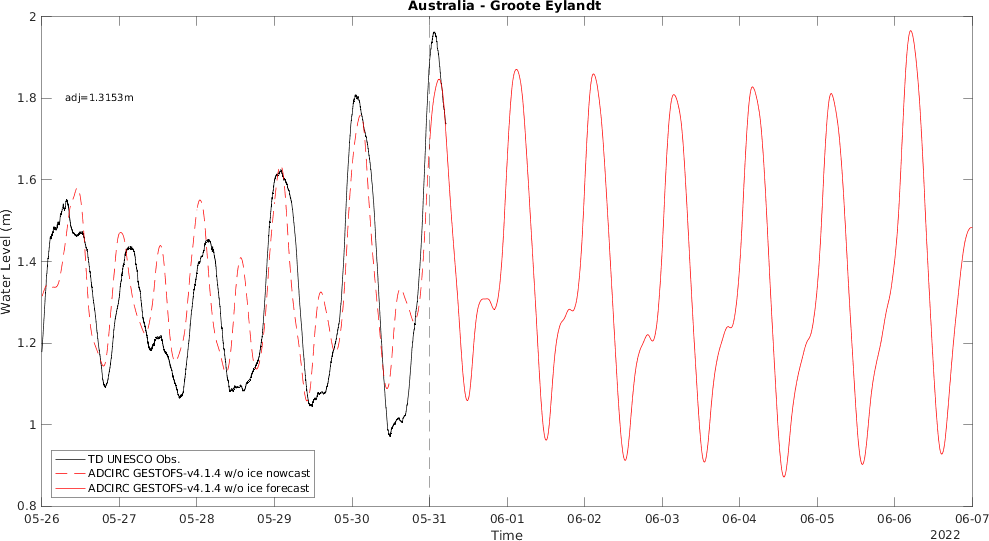 Australia - Groote Eylandt
adj=1.3153m
Water Level (m)
2
1.8
1.6
1.4
1.2
1
0.8
TD UNESCO Obs.
ADCIRC GESTOFS-v4.1.4 w/o ice nowcast
ADCIRC GESTOFS-v4.1.4 w/o ice forecast
05-26 05-27 05-28 05-29 05-30 05-31 06-01 06-02 06-03 06-04 06-05 06-06 06-07
Time
2022